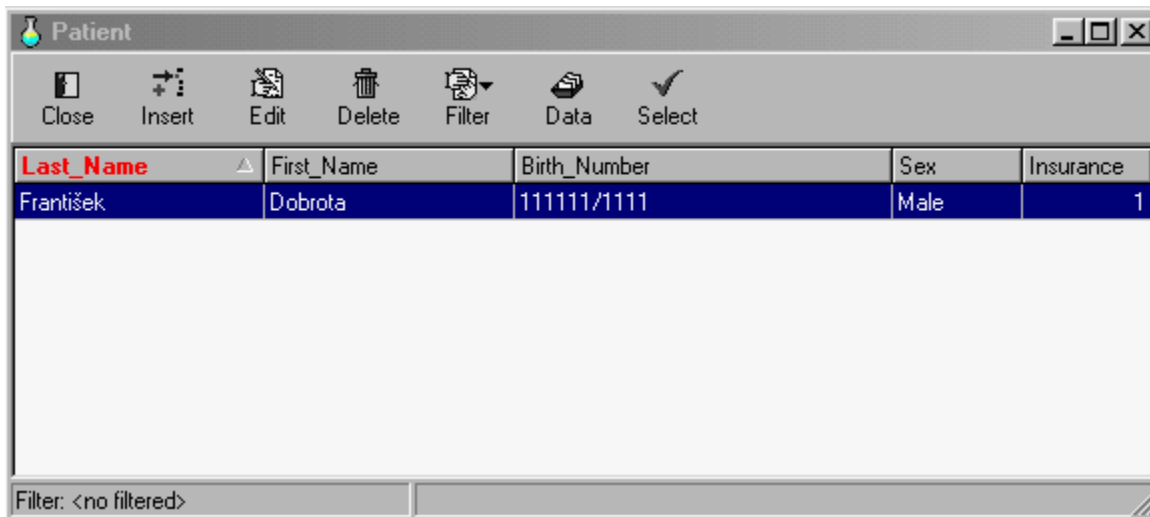 Patient
Close Insert Edit Delete Filter Data Select
Last_Name First_Name Birth_Number Sex Insurance
František Dobrota 111111/1111 Male 1
Filter: <no filtered>